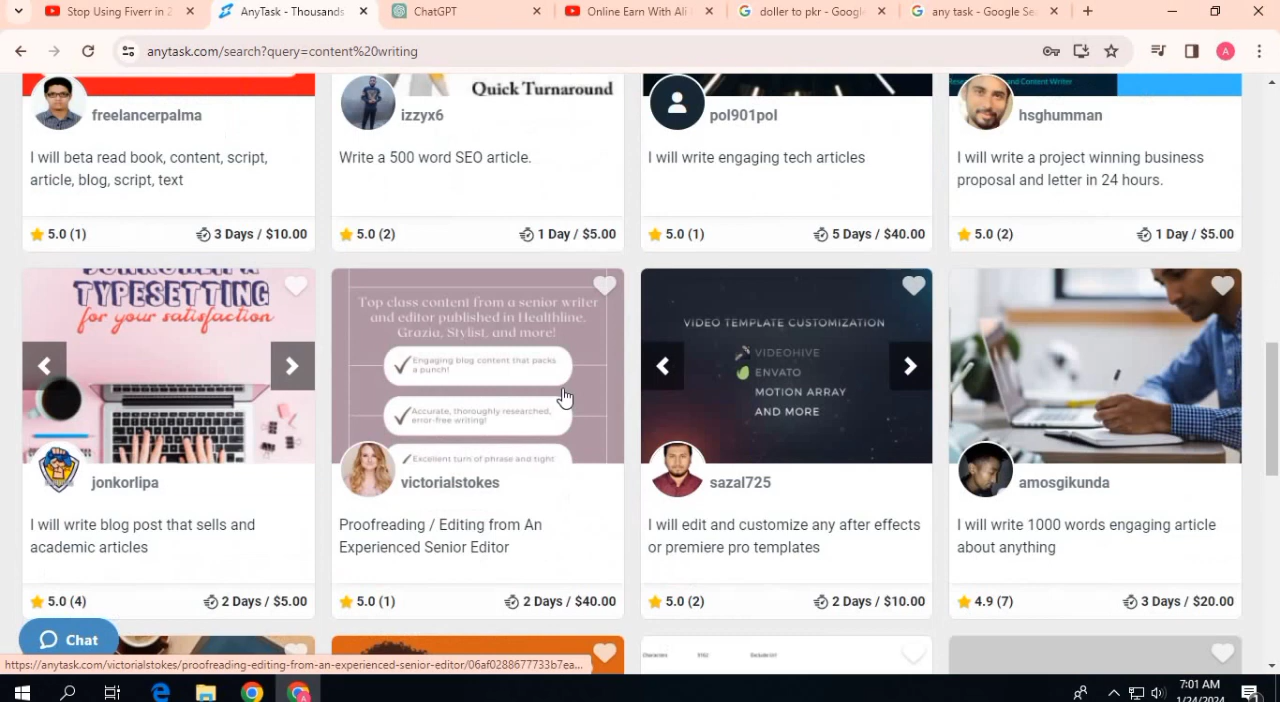 Stop Using Fiverr in 2
AnyTask - Thousands
ChatGPT
Online Earn With Ali
doller to pkr - Google
any task - Google Se
anytask.com/search?query=content%20writing
A
Quick Turnaround
and Content Writer
freelancerpalma
izzyx6
pol901pol
hsghumman
I will beta read book, content, script,
article, blog, script, text
Write a 500 word SEO article.
I will write engaging tech articles
I will write a project winning business
proposal and letter in 24 hours.
5.0 (1)
3 Days / $10.00
5.0 (2)
1 Day / $5.00
5.0 (1)
5 Days / $40.00
5.0 (2)
1 Day / $5.00
TYPESETTING
for your satisfaction
Top class content from a senior writer
and editor published in Healthline,
Grazia, Stylist, and more!
Engaging blog content that packs
a punch!
Accurate, thoroughly researched,
error-free writing!
Excellent turn of phrase and tight
VIDEO TEMPLATE CUSTOMIZATION
VIDEOHIVE
ENVATO
MOTION ARRAY
AND MORE
jonkorlipa
victorialstokes
sazal725
amosgikunda
I will write blog post that sells and
academic articles
Proofreading / Editing from An
Experienced Senior Editor
I will edit and customize any after effects
or premiere pro templates
I will write 1000 words engaging article
about anything
5.0 (4)
2 Days / $5.00
5.0 (1)
2 Days / $40.00
5.0 (2)
2 Days / $10.00
4.9 (7)
3 Days / $20.00
Chat
Characters
https://anytask.com/victorialstokes/proofreading-editing-from-an-experienced-senior-editor/06af0288677733b7ea...
A
7:01 AM
1/24/2024